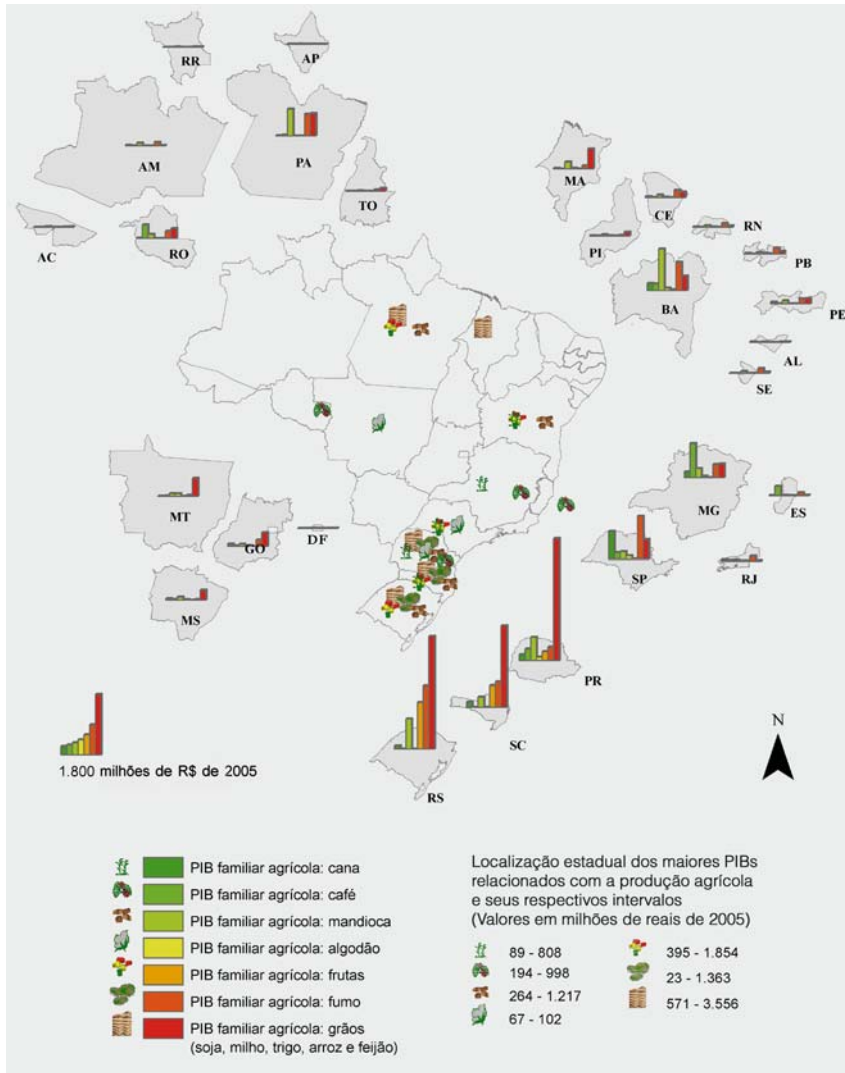 RR
AP
AM
PA
TO
AC
RO
MA
CE
RN
PI
PB
BA
PE
AL
SE
MT
GO
DF
MS
MG
ES
SP
RJ
PR
SC
RS
N
1.800 milhões de R$ de 2005
PIB familiar agrícola: cana
PIB familiar agrícola: café
PIB familiar agrícola: mandioca
PIB familiar agrícola: algodão
PIB familiar agrícola: frutas
PIB familiar agrícola: fumo
PIB familiar agrícola: grãos
(soja, milho, trigo, arroz e feijão)
Localização estadual dos maiores PIBs
relacionados com a produção agrícola
e seus respectivos intervalos
(Valores em milhões de reais de 2005)
89 - 808
194 - 998
264 - 1.217
67 - 102
395 - 1.854
23 - 1.363
571 - 3.556